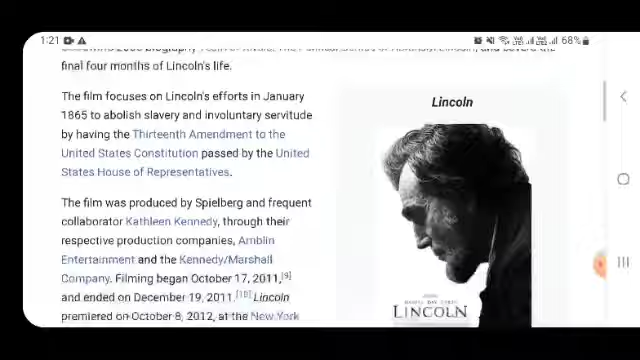 1:21
68%
final four months of Lincoln's life.
The film focuses on Lincoln's efforts in January
1865 to abolish slavery and involuntary servitude
by having the Thirteenth Amendment to the
United States Constitution passed by the United
States House of Representatives.
The film was produced by Spielberg and frequent
collaborator Kathleen Kennedy, through their
respective production companies, Amblin
Entertainment and the Kennedy/Marshall
Company. Filming began October 17, 2011,[9]
and ended on December 19, 2011.[10] Lincoln
premiered on October 8, 2012, at the New York
Lincoln
LINCOLN